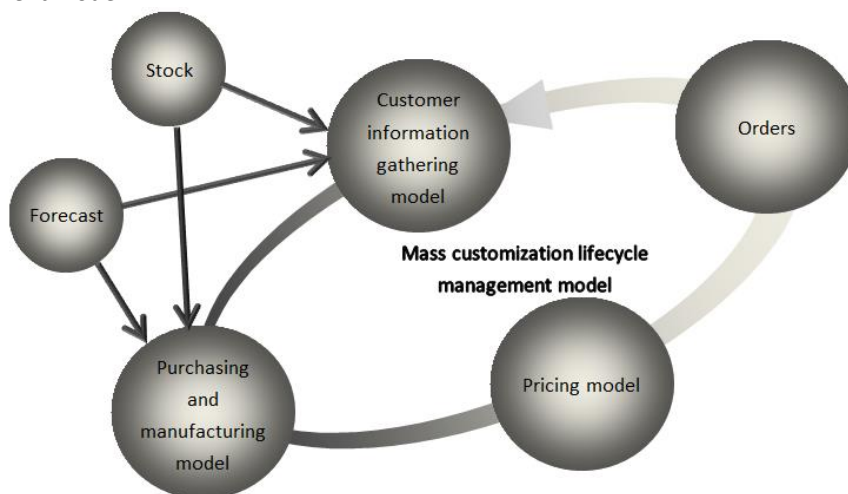 Stock
Customer
information
gathering
model
Orders
Forecast
Mass customization lifecycle
management model
Purchasing
and
manufacturing
model
Pricing model